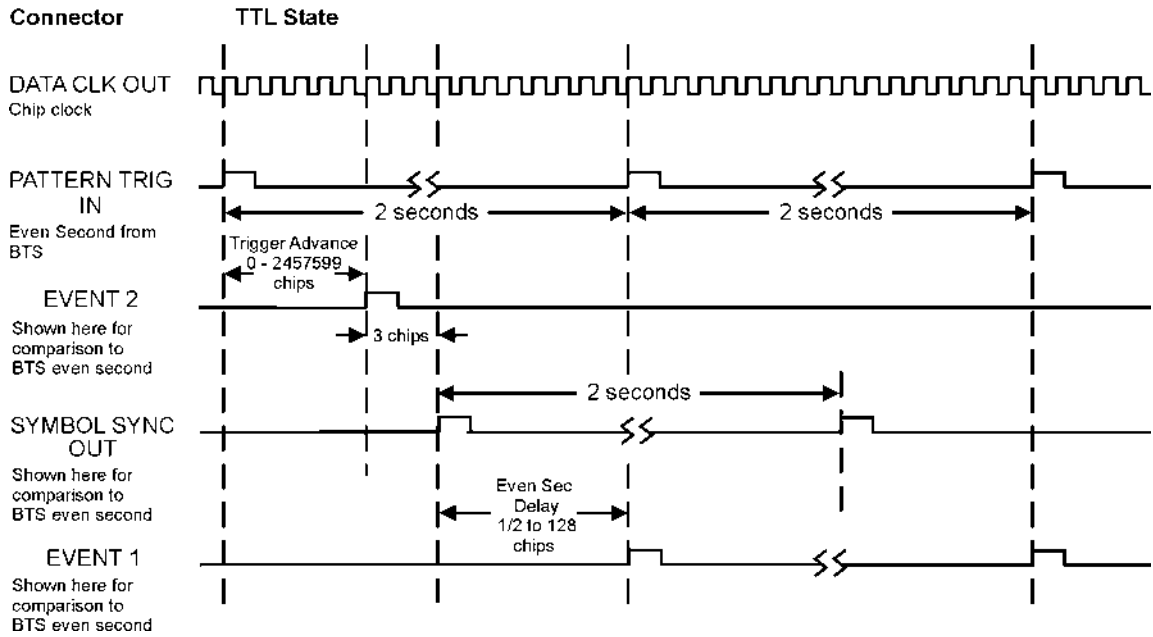 Connector TTL State
DATA CLK OUT
Chip clock
PATTERN TRIG
IN
Even Second from
BTS
2 seconds
2 seconds
Trigger Advance
0 - 2457599
chips
EVENT 2
Shown here for
comparison to
BTS even second
3 chips
2 seconds
SYMBOL SYNC
OUT
Shown here for
comparison to
BTS even second
Even Sec
Delay
1/2 to 128
chips
EVENT 1
Shown here for
comparison to
BTS even second